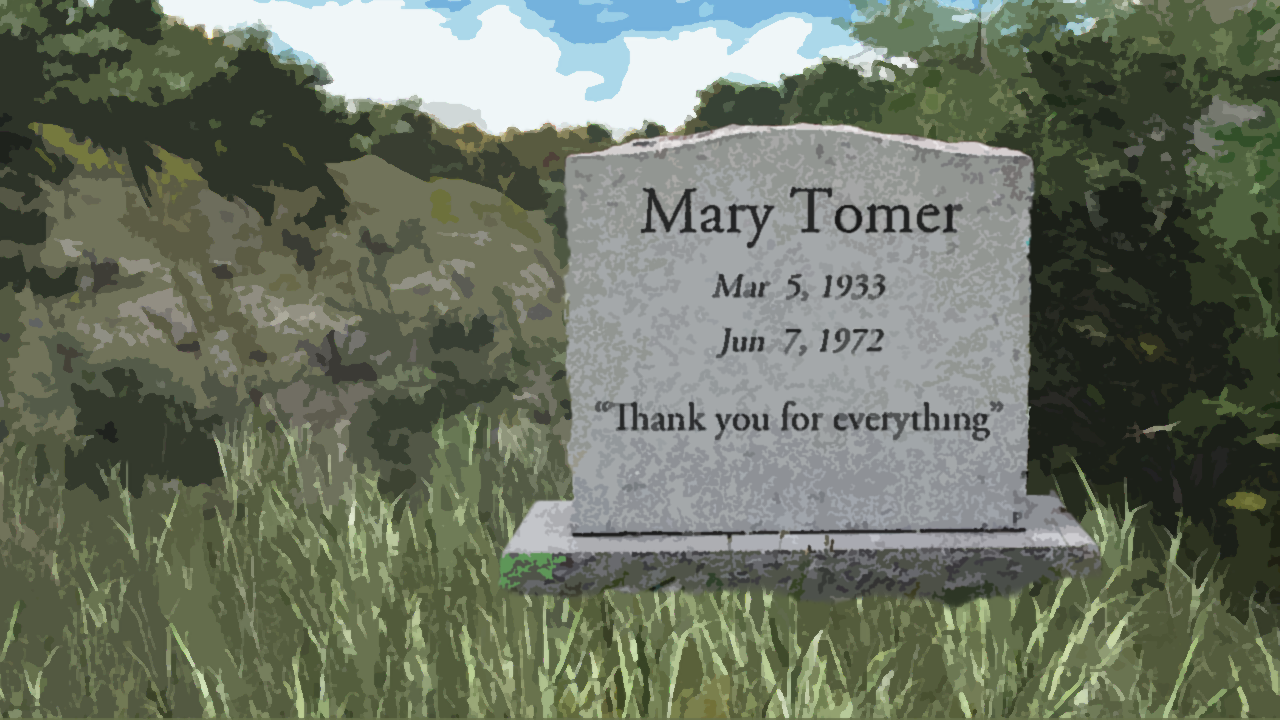 Mary Tomer
Mar 5, 1933
Jun 7, 1972
“Thank you for everything”